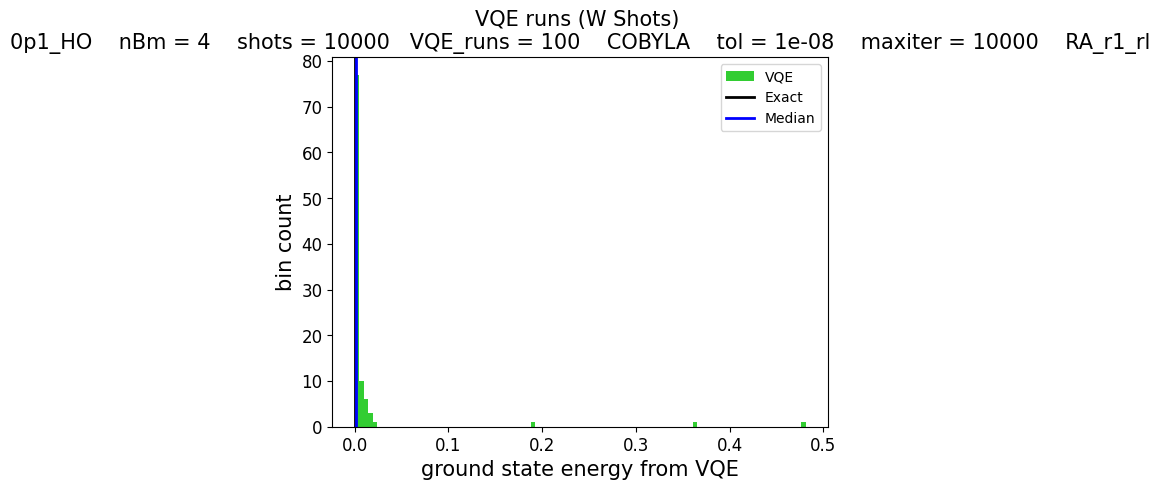 VQE runs (W Shots)
0p1_HO nBm = 4 shots = 10000 VQE_runs = 100 COBYLA tol = 1e-08 maxiter = 10000 RA_r1_rl
VQE
Exact
Median
80
70
60
50
40
30
20
10
0
bin count
0.0 0.1 0.2 0.3 0.4 0.5
ground state energy from VQE